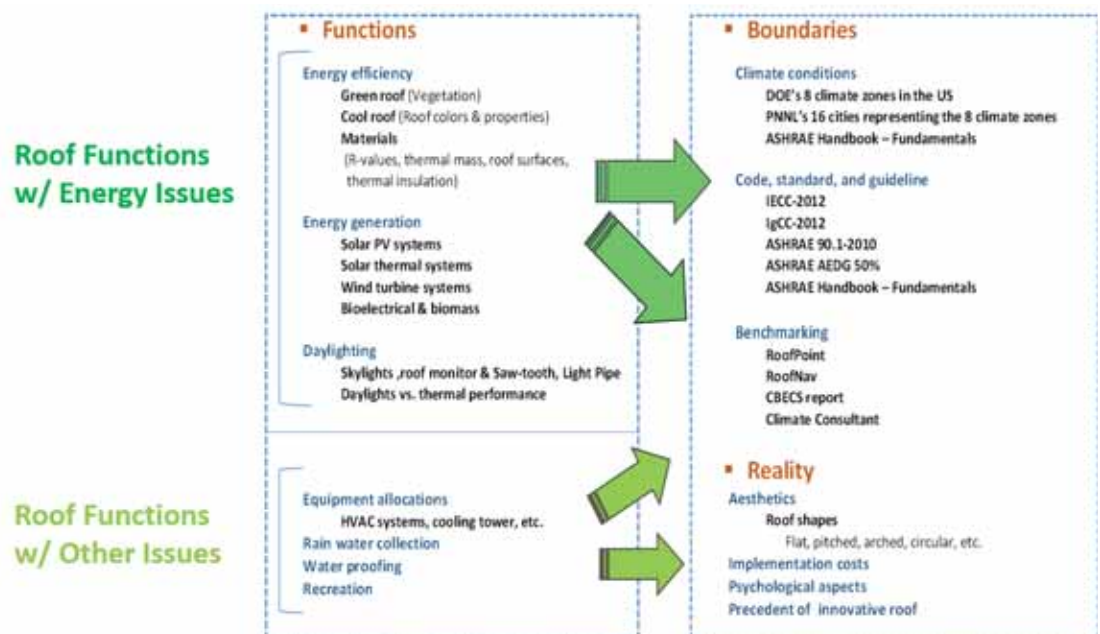 Roof Functions
w/ Energy Issues
▪ Functions
Energy efficiency
Green roof (Vegetation)
Cool roof (Roof colors & properties)
Materials
(R-values, thermal mass, roof surfaces,
thermal insulation)
Energy generation
Solar PV systems
Solar thermal systems
Wind turbine systems
Bioelectrical & biomass
Daylighting
Skylights ,roof monitor & Saw-tooth, Light Pipe
Daylights vs. thermal performance
Roof Functions
w/ Other Issues
Equipment allocations
HVAC systems, cooling tower, etc.
Rain water collection
Water proofing
Recreation
▪ Boundaries
Climate conditions
DOE's 8 climate zones in the US
PNNL's 16 cities representing the 8 climate zones
ASHRAE Handbook – Fundamentals
Code, standard, and guideline
IECC-2012
IgCC-2012
ASHRAE 90.1-2010
ASHRAE AEDG 50%
ASHRAE Handbook – Fundamentals
Benchmarking
RoofPoint
RoofNav
CBECS report
Climate Consultant
▪ Reality
Aesthetics
Roof shapes
Flat, pitched, arched, circular, etc.
Implementation costs
Psychological aspects
Precedent of innovative roof